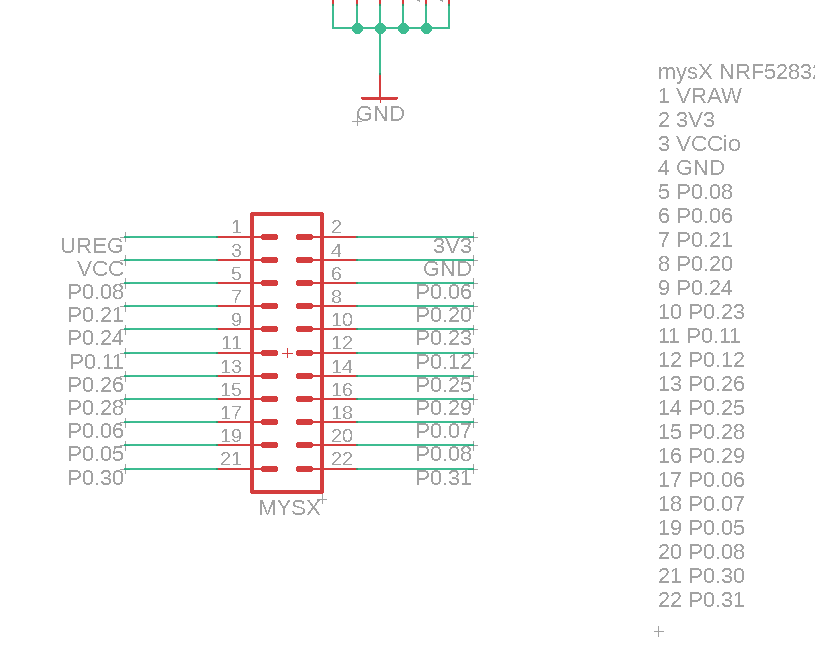 GND
mysX NRF52832
1 VRAW
2 3V3
3 VCCio
4 GND
5 P0.08
6 P0.06
7 P0.21
8 P0.20
9 P0.24
10 P0.23
11 P0.11
12 P0.12
13 P0.26
14 P0.25
15 P0.28
16 P0.29
17 P0.06
18 P0.07
19 P0.05
20 P0.08
21 P0.30
22 P0.31
1 2
UREG 3V3
3 4
VCC GND
5 6
P0.08 P0.06
7 8
P0.21 P0.20
9 10
P0.24 P0.23
11 12
P0.11 P0.12
13 14
P0.26 P0.25
15 16
P0.28 P0.29
17 18
P0.06 P0.07
19 20
P0.05 P0.08
21 22
P0.30 P0.31
MYSX